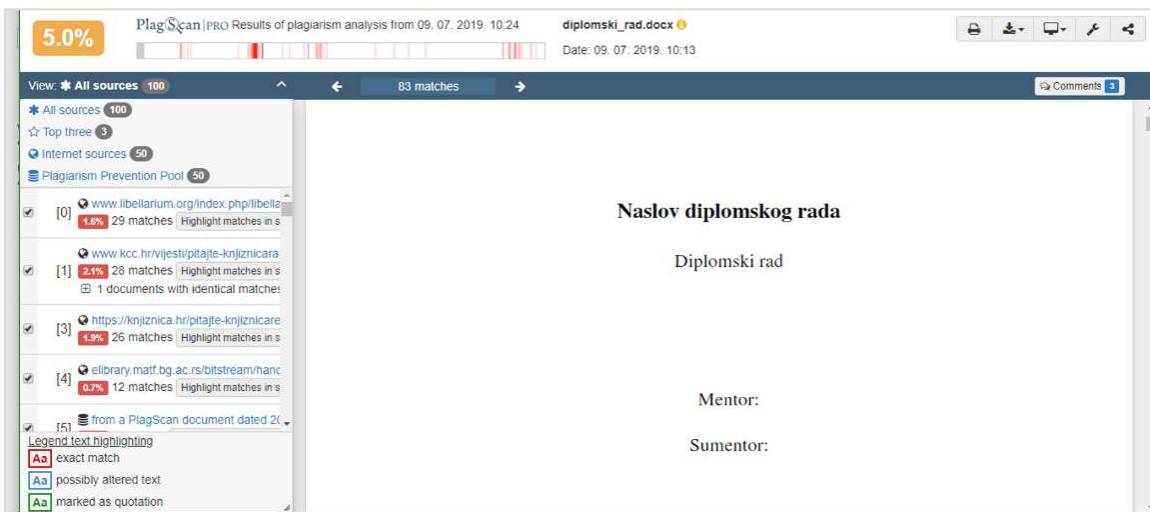 5.0%
PlagScan|PRO Results of plagiarism analysis from 09. 07. 2019. 10:24
diplomski_rad.docx
Date: 09. 07. 2019. 10:13
View: All sources 100
83 matches
Comments 3
All sources 100
Top three 3
Internet sources 50
Plagiarism Prevention Pool 50
[0] www.libellarium.org/index.php/libella
1.6% 29 matches Highlight matches in s
[1] www.kcc.hr/vijesti/pitajte-knjiznicara-
2.1% 28 matches Highlight matches in s
1 documents with identical matches
[3] https://knjiznica.hr/pitajte-knjiznicare
1.9% 26 matches Highlight matches in s
[4] elibrary.matf.bg.ac.rs/bitstream/hand
0.7% 12 matches Highlight matches in s
[5] from a PlagScan document dated 20
Legend text highlighting
Aa exact match
Aa possibly altered text
Aa marked as quotation
Naslov diplomskog rada
Diplomski rad
Mentor:
Sumentor: